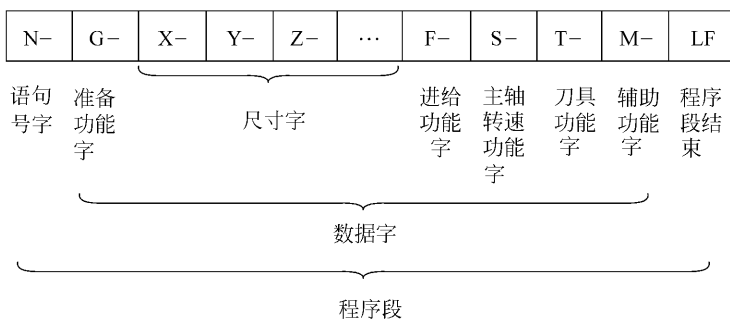 N– G– X– Y– Z– … F– S– T– M– LF
语句
号字
准备
功能
字
尺寸字
进给
功能
字
主轴
转速
功能
字
刀具
功能
字
辅助
功能
字
程序
段结
束
数据字
程序段